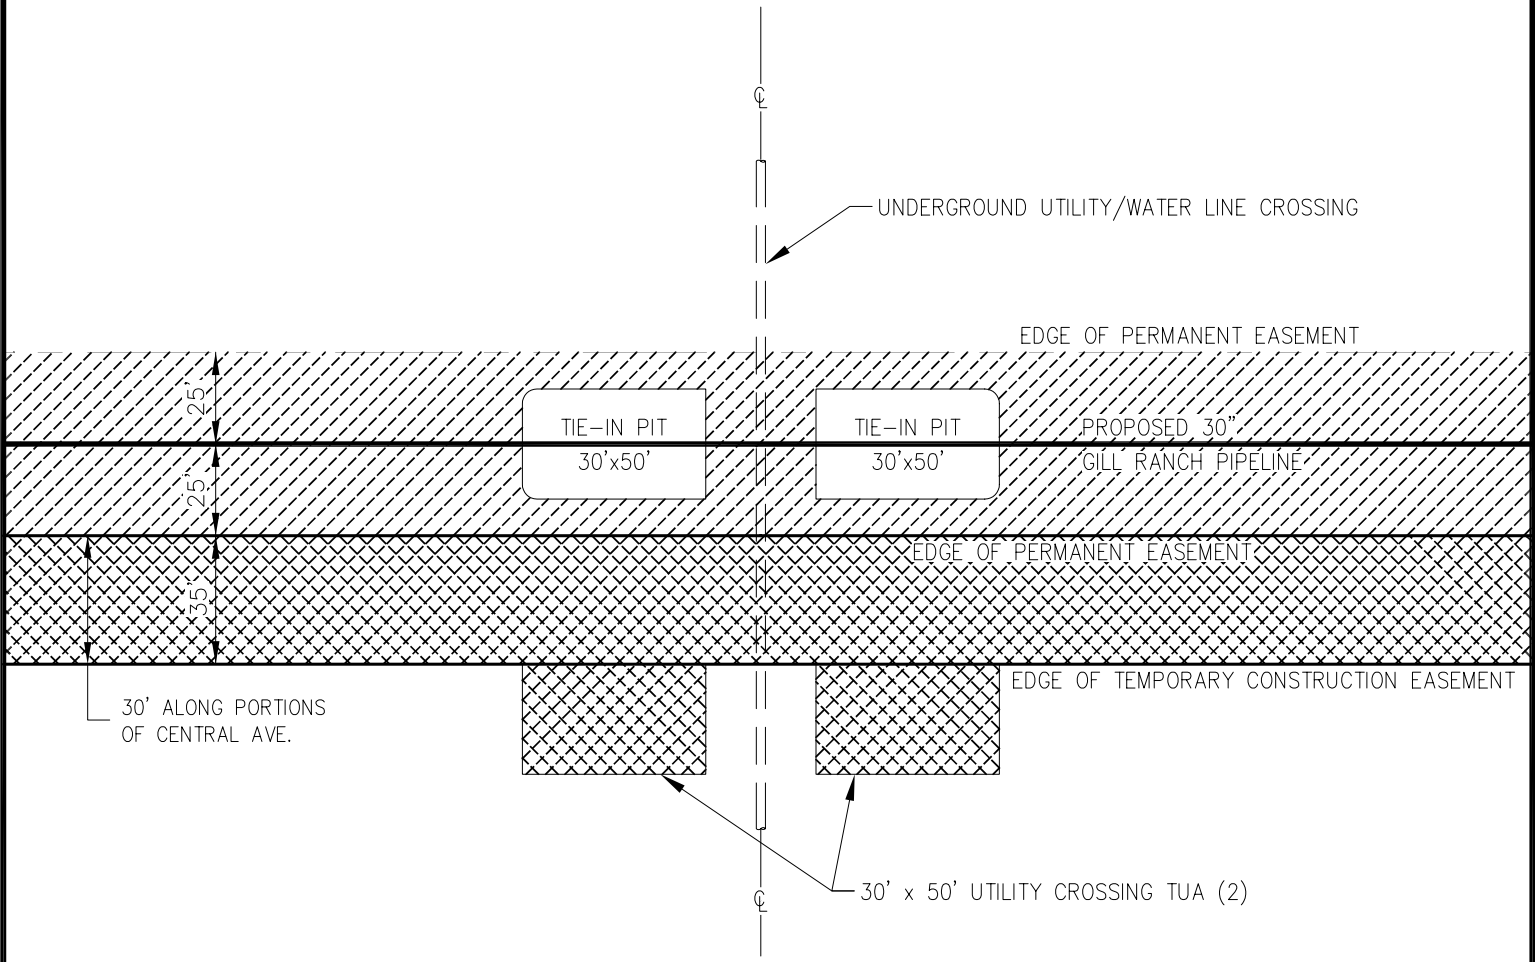 ℄
UNDERGROUND UTILITY/WATER LINE CROSSING
EDGE OF PERMANENT EASEMENT
25'
TIE-IN PIT
30'x50'
TIE-IN PIT
30'x50'
PROPOSED 30"
GILL RANCH PIPELINE
25'
EDGE OF PERMANENT EASEMENT
35'
EDGE OF TEMPORARY CONSTRUCTION EASEMENT
30' ALONG PORTIONS
OF CENTRAL AVE.
30' x 50' UTILITY CROSSING TUA (2)
℄